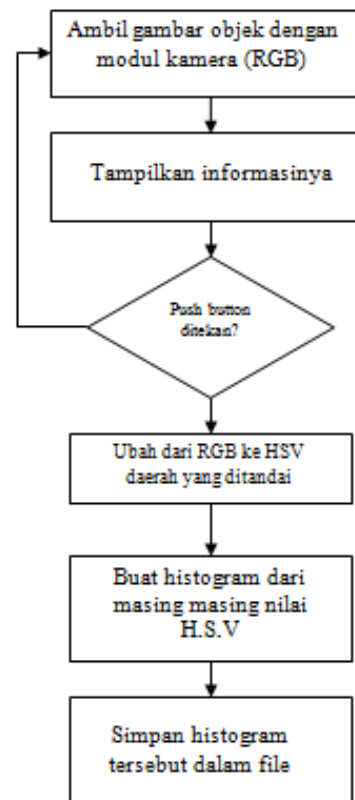 Ambil gambar objek dengan
modul kamera (RGB)
Tampilkan informasinya
Push button
ditekan?
Ubah dari RGB ke HSV
daerah yang ditandai
Buat histogram dari
masing masing nilai
H.S.V
Simpan histogram
tersebut dalam file